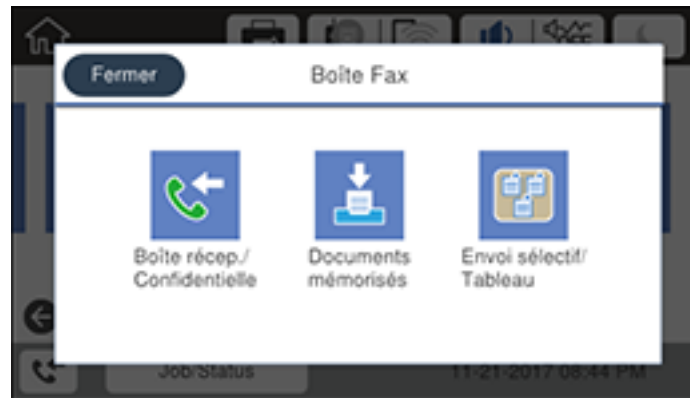 Fermer
Boîte Fax
Boîte récep./
Confidentielle
Documents
mémorisés
Envoi sélectif/
Tableau
Job/Status
11-21-2017 08:44 PM